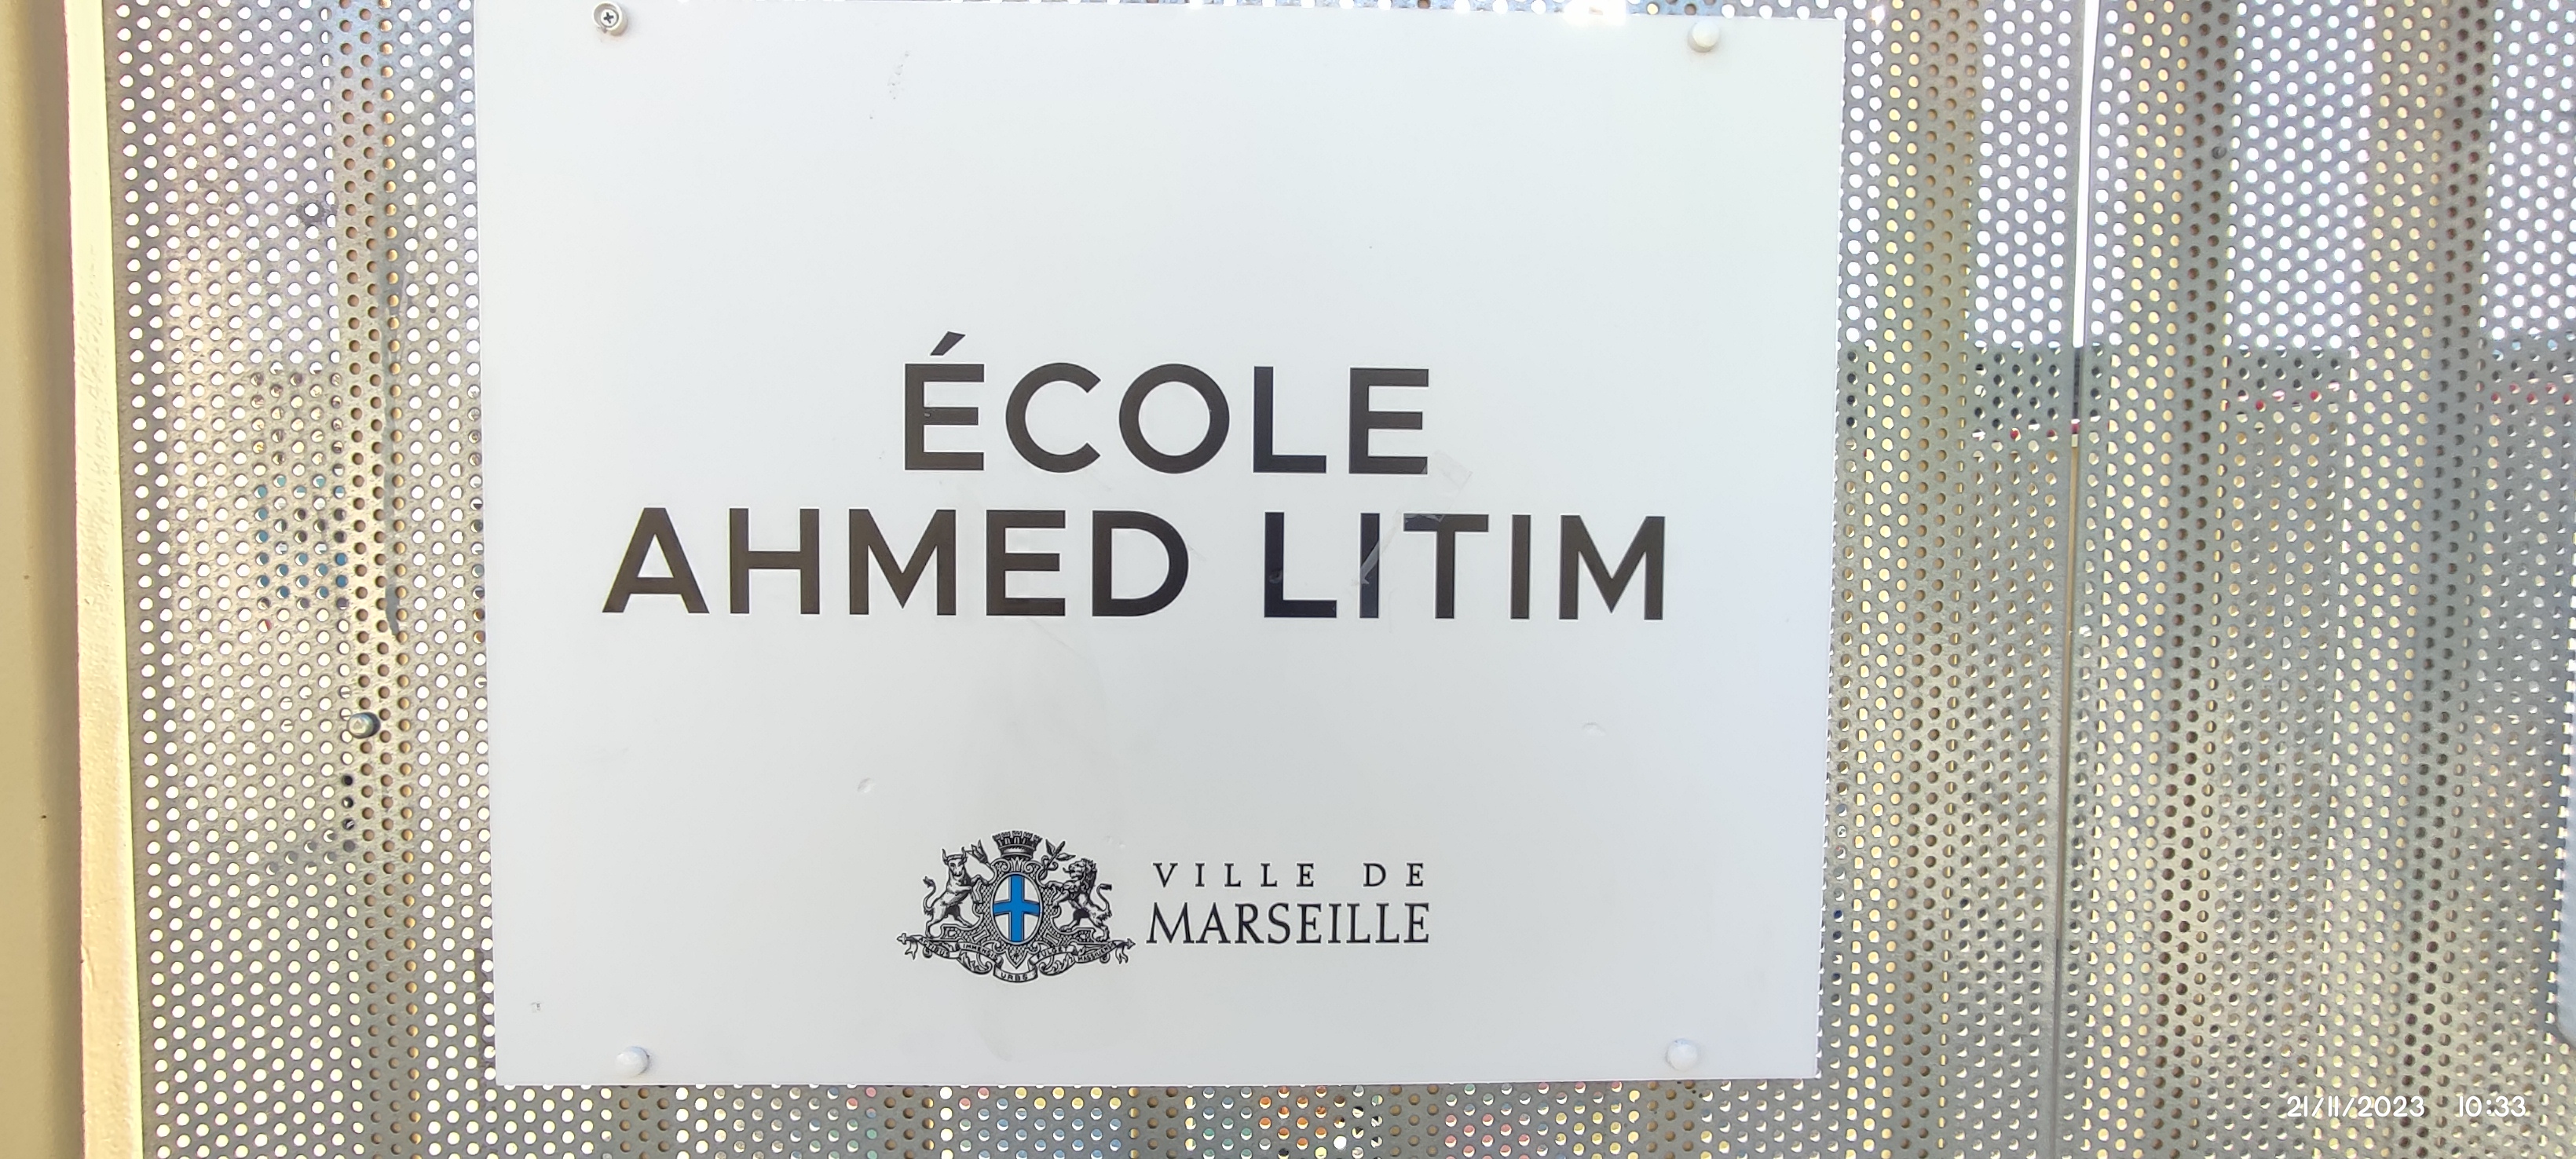 ÉCOLE
AHMED LITIM
VILLE DE
MARSEILLE
21/11/2023 10:33